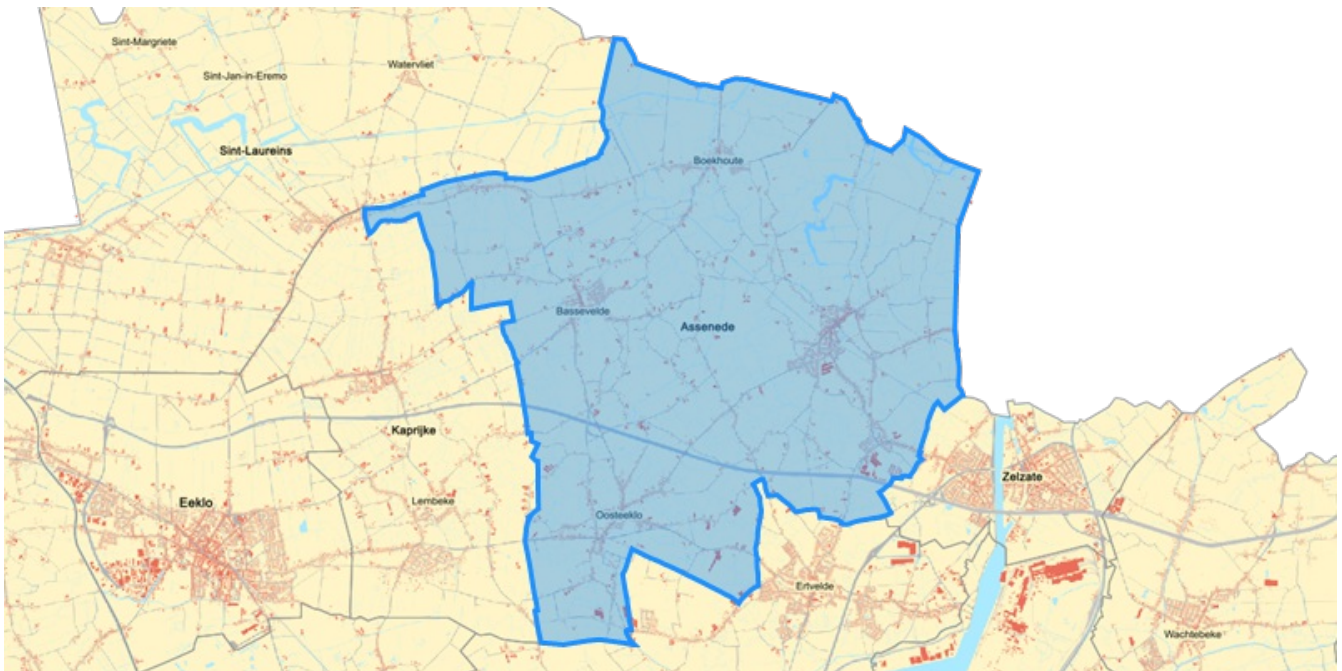 Sint-Margriete
Sint-Jan-in-Eremo
Watervliet
Sint-Laureins
Boekhoute
Bassevelde
Assenede
Kaprijke
Lembeke
Eeklo
Oosteeklo
Zelzate
Ertvelde
Wachtebeke